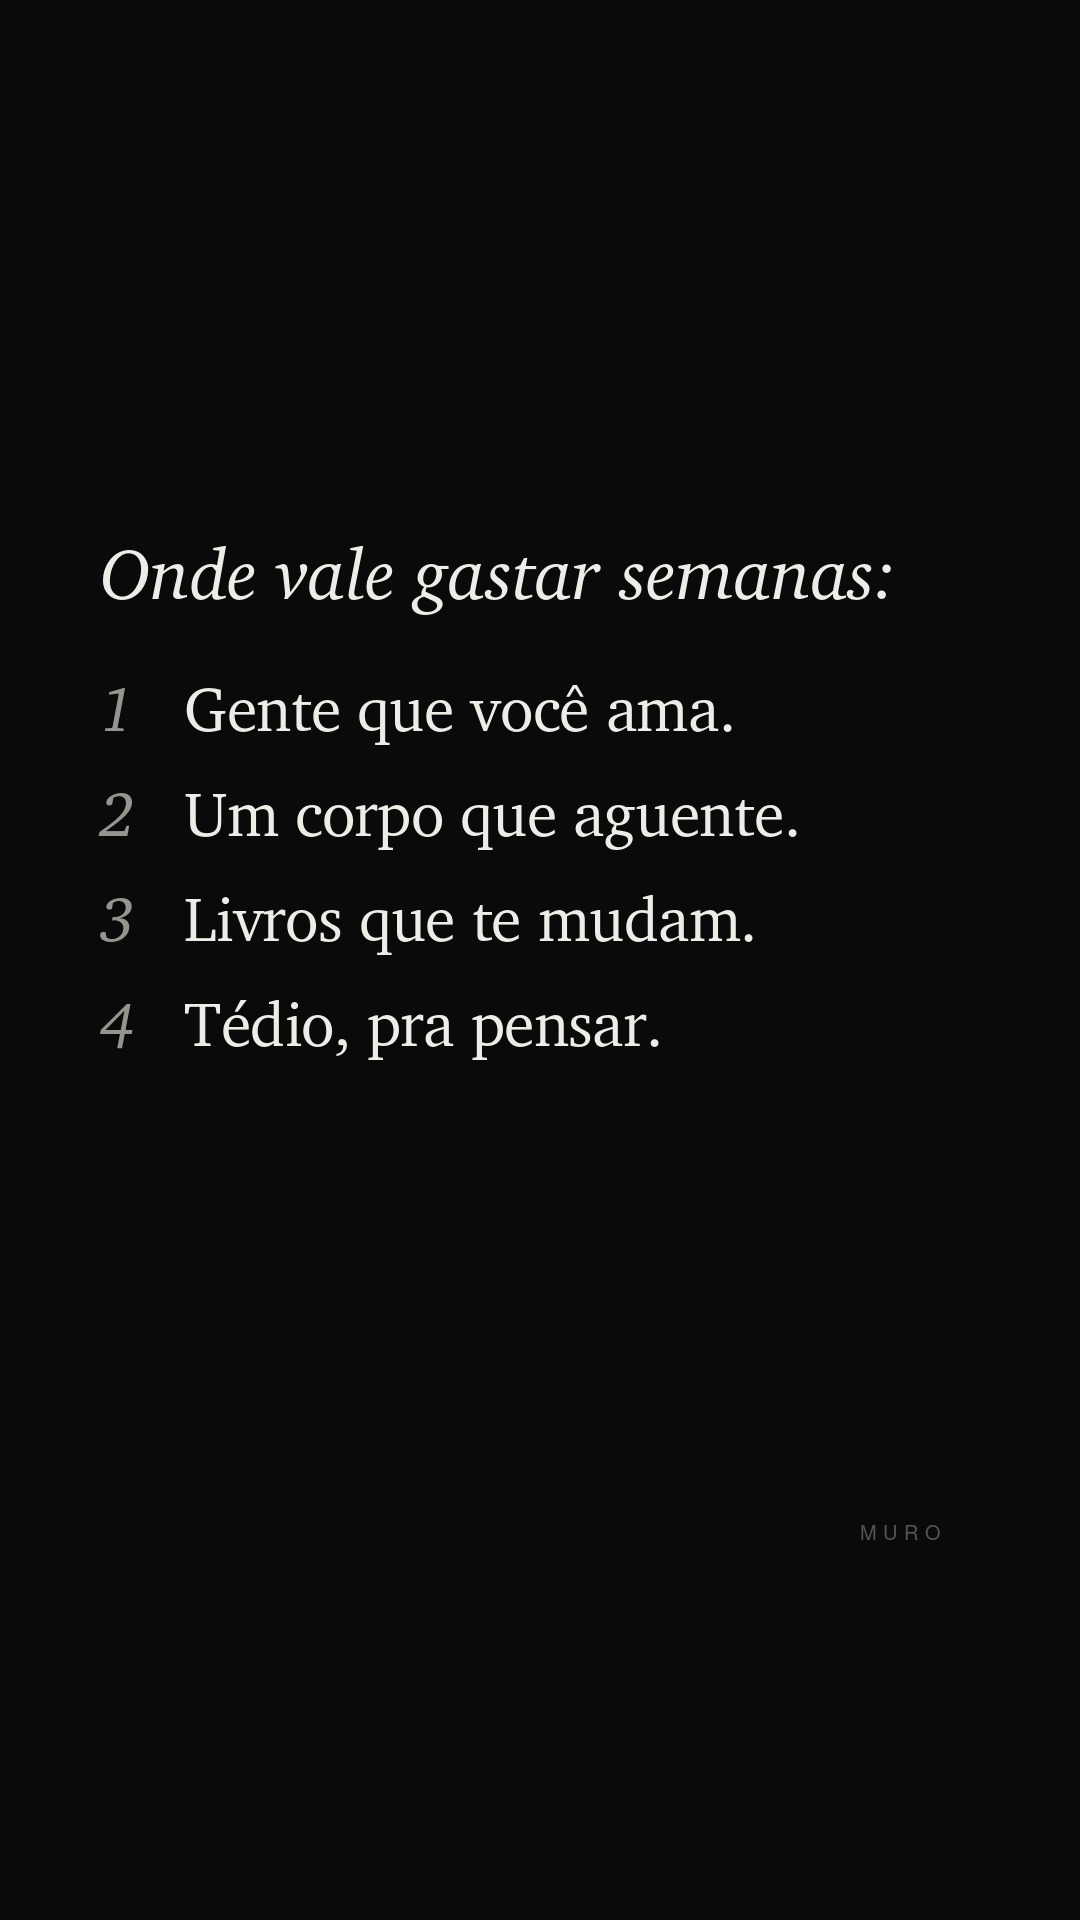 Onde vale gastar semanas:
1 Gente que você ama.
2 Um corpo que aguente.
3 Livros que te mudam.
4 Tédio, pra pensar.
MURO